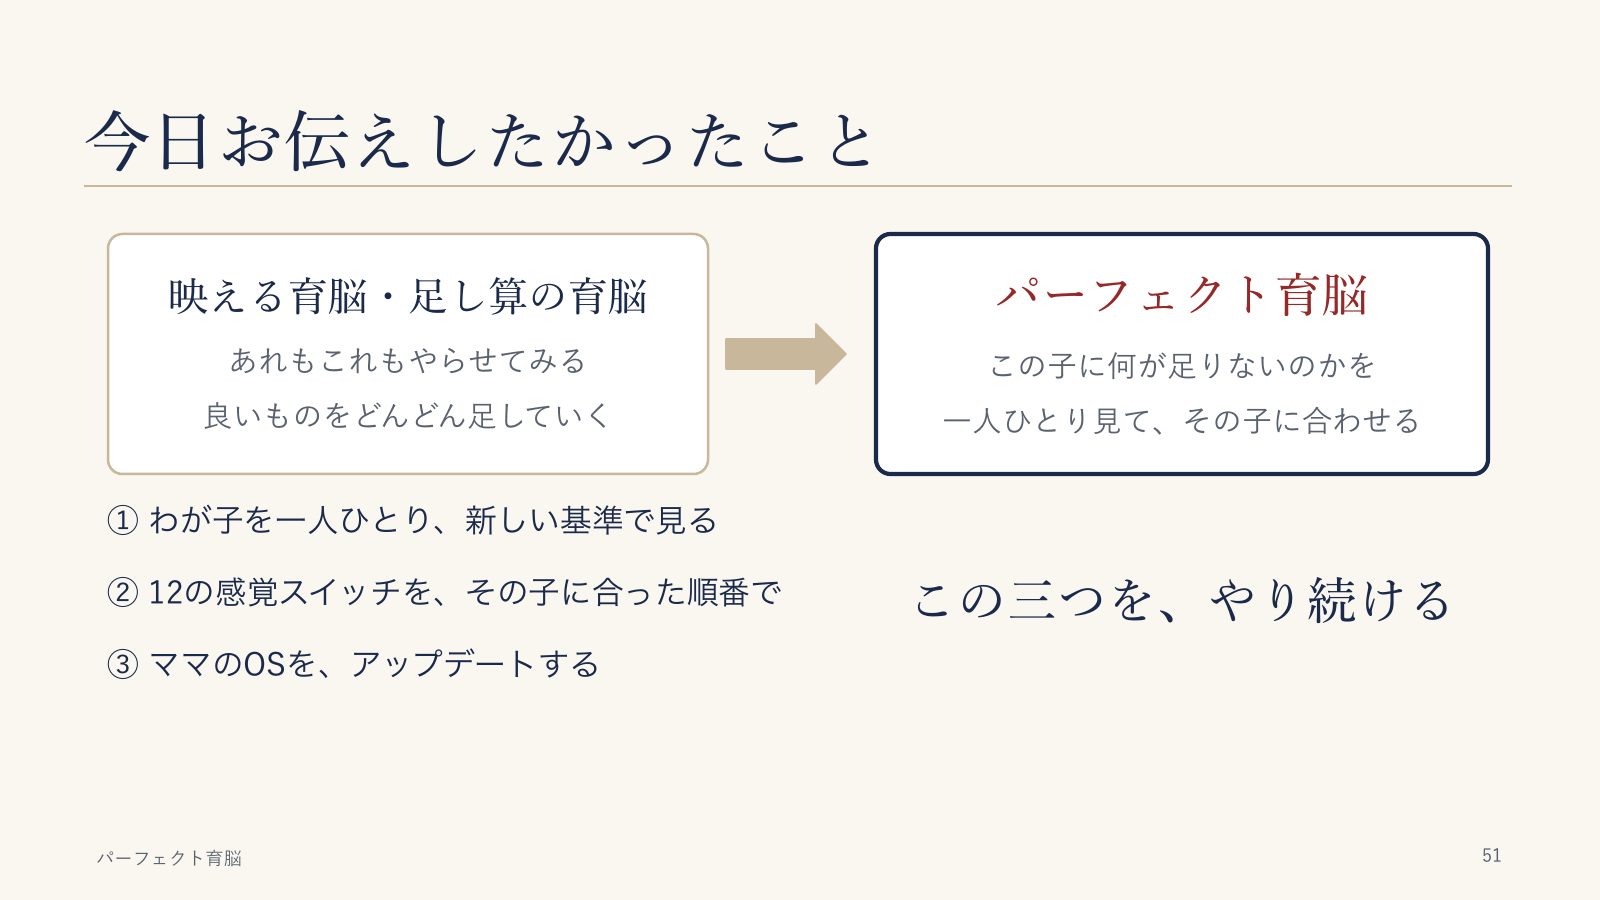 今日お伝えしたかったこと
映える育脳・足し算の育脳
あれもこれもやらせてみる
良いものをどんどん足していく
パーフェクト育脳
この子に何が足りないのかを
一人ひとり見て、その子に合わせる
① わが子を一人ひとり、新しい基準で見る
② 12の感覚スイッチを、その子に合った順番で
③ ママのOSを、アップデートする
この三つを、やり続ける
パーフェクト育脳
51